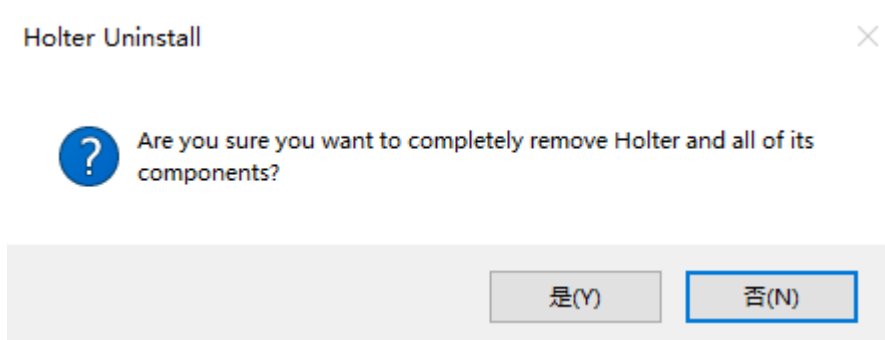 Holter Uninstall
Are you sure you want to completely remove Holter and all of its
components?
是(Y)
否(N)